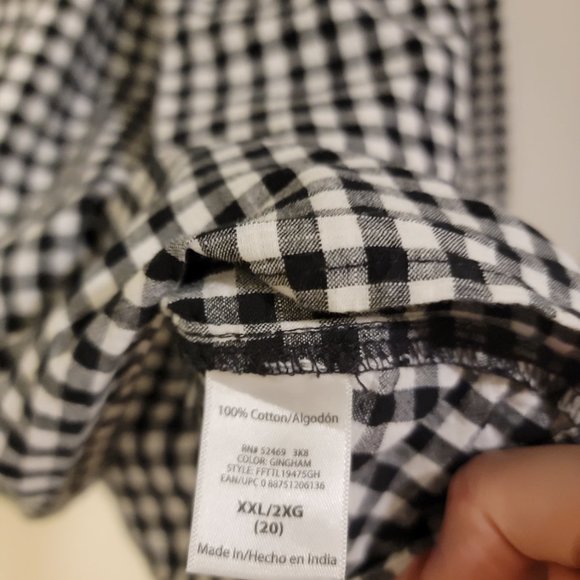 100% Cotton/Algodón
RN# 52469 3K8
COLOR: GINGHAM
STYLE: FFTTL19475GH
EAN/UPC 0 88751206136
XXL/2XG
(20)
Made In/Hecho en India